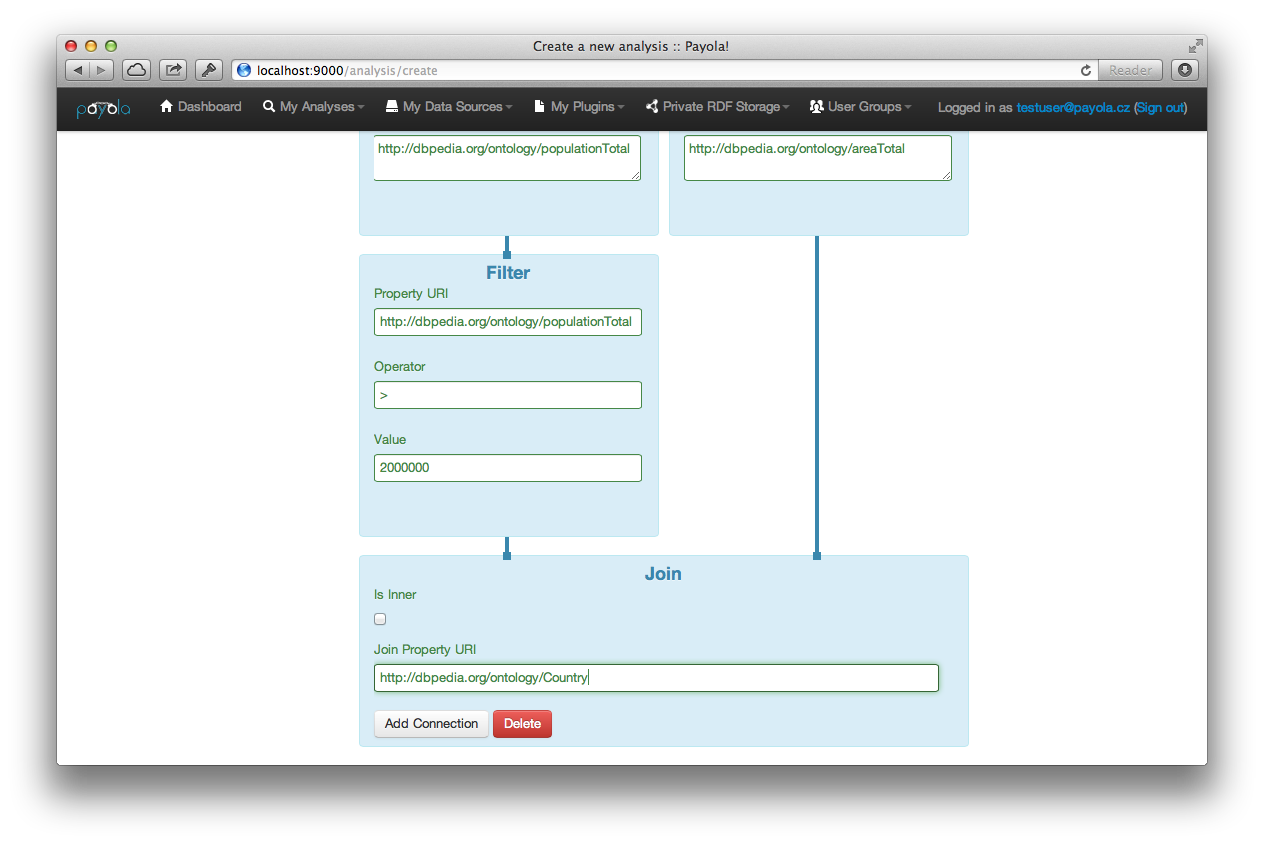 Create a new analysis :: Payola!
localhost:9000/analysis/create
Reader
payola
Dashboard
My Analyses
My Data Sources
My Plugins
Private RDF Storage
User Groups
Logged in as testuser@payola.cz (Sign out)
http://dbpedia.org/ontology/populationTotal
http://dbpedia.org/ontology/areaTotal
Filter
Property URI
http://dbpedia.org/ontology/populationTotal
Operator
>
Value
2000000
Join
Is Inner
Join Property URI
http://dbpedia.org/ontology/Country
Add Connection
Delete